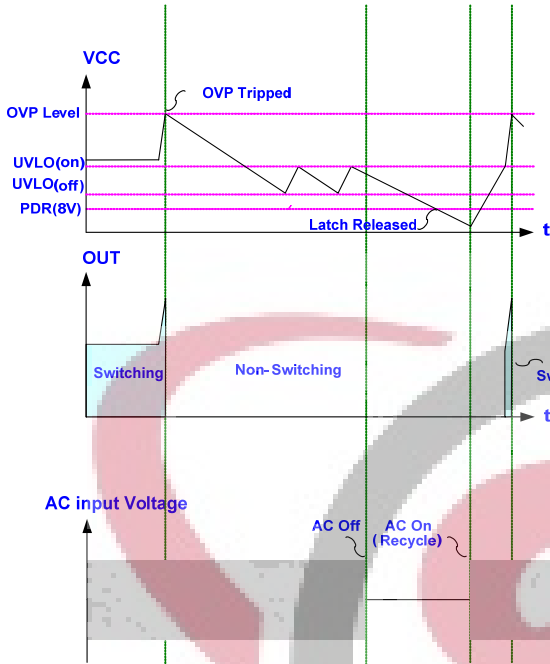 VCC
OVP Tripped
OVP Level
UVLO(on)
UVLO(off)
PDR(8V)
Latch Released
t
OUT
Switching
Non-Switching
t
AC input Voltage
AC Off
AC On
(Recycle)